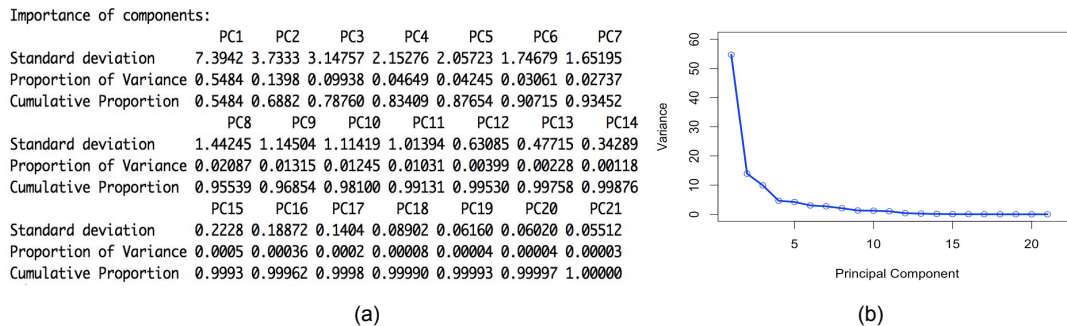 Importance of components:
PC1 PC2 PC3 PC4 PC5 PC6 PC7
Standard deviation 7.3942 3.7333 3.14757 2.15276 2.05723 1.74679 1.65195
Proportion of Variance 0.5484 0.1398 0.09938 0.04649 0.04245 0.03061 0.02737
Cumulative Proportion 0.5484 0.6882 0.78760 0.83409 0.87654 0.90715 0.93452
PC8 PC9 PC10 PC11 PC12 PC13 PC14
Standard deviation 1.44245 1.14504 1.11419 1.01394 0.63085 0.47715 0.34289
Proportion of Variance 0.02087 0.01315 0.01245 0.01031 0.00399 0.00228 0.00118
Cumulative Proportion 0.95539 0.96854 0.98100 0.99131 0.99530 0.99758 0.99876
PC15 PC16 PC17 PC18 PC19 PC20 PC21
Standard deviation 0.2228 0.18872 0.1404 0.08902 0.06160 0.06020 0.05512
Proportion of Variance 0.0005 0.00036 0.0002 0.00008 0.00004 0.00004 0.00003
Cumulative Proportion 0.9993 0.99962 0.9998 0.99990 0.99993 0.99997 1.00000
(a)
Variance
60
50
40
30
20
10
0
5 10 15 20
Principal Component
(b)